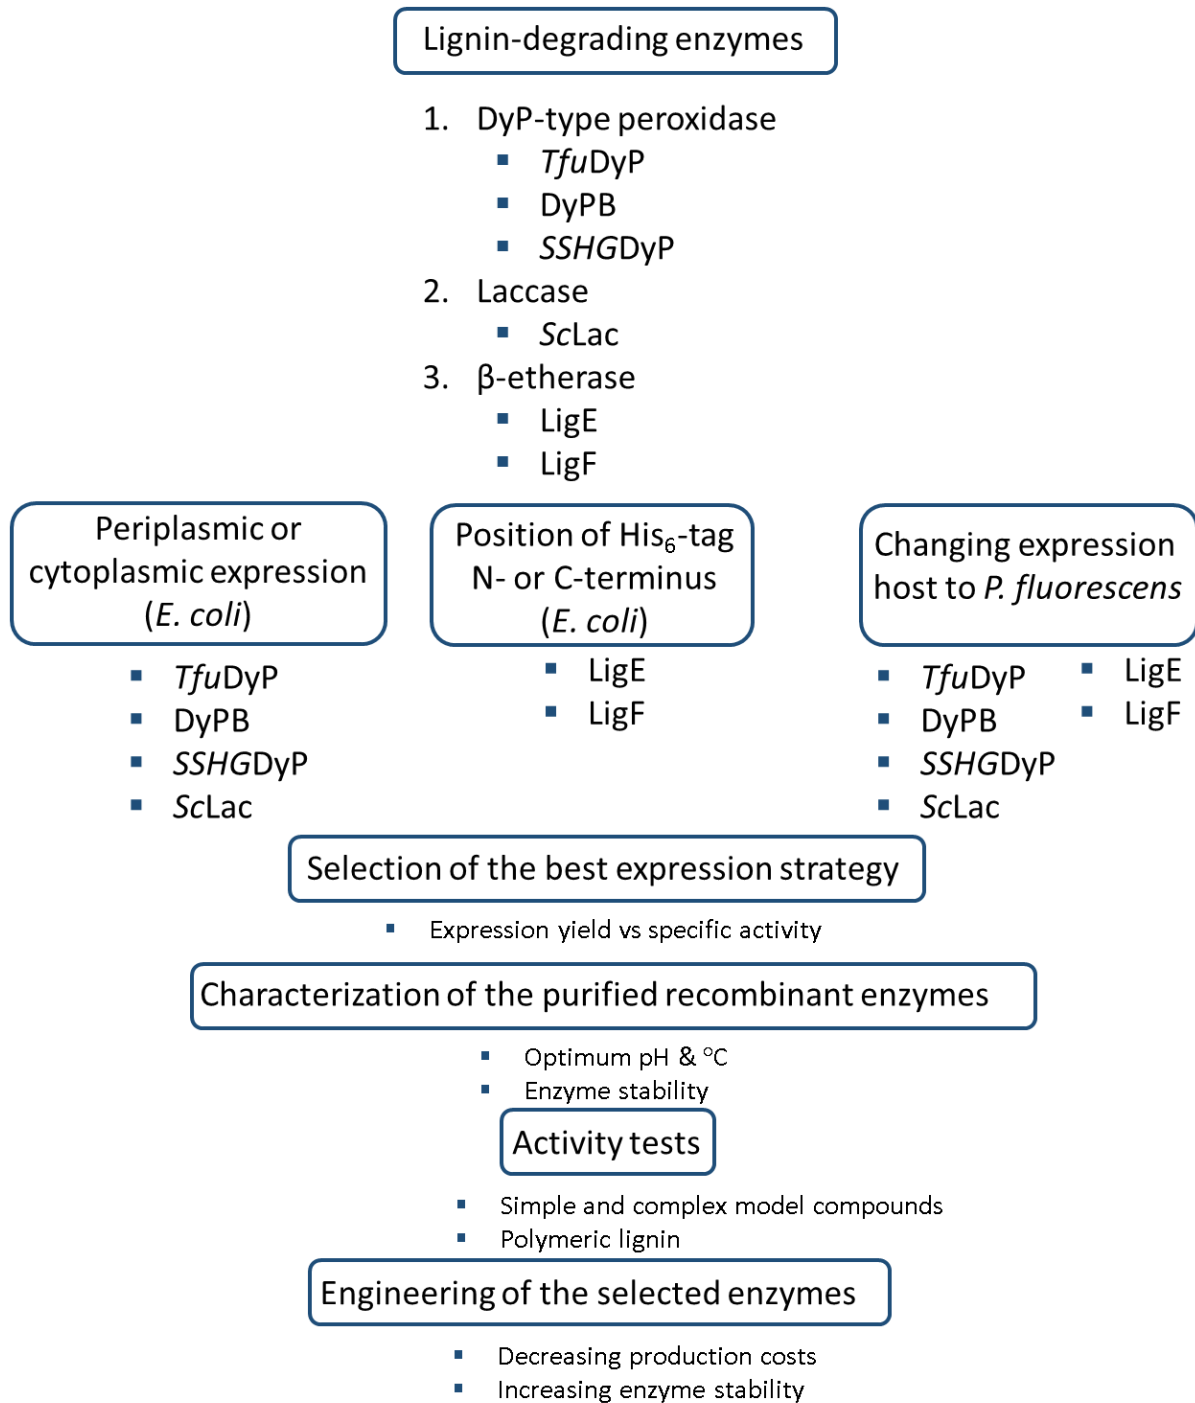 Lignin-degrading enzymes
1. DyP-type peroxidase
▪ TfuDyP
▪ DyPB
▪ SSHGDyP
2. Laccase
▪ ScLac
3. β-etherase
▪ LigE
▪ LigF
Periplasmic or
cytoplasmic expression
(E. coli)
▪ TfuDyP
▪ DyPB
▪ SSHGDyP
▪ ScLac
Position of His₆-tag
N- or C-terminus
(E. coli)
▪ LigE
▪ LigF
Changing expression
host to P. fluorescens
▪ TfuDyP
▪ DyPB
▪ SSHGDyP
▪ ScLac
▪ LigE
▪ LigF
Selection of the best expression strategy
▪ Expression yield vs specific activity
Characterization of the purified recombinant enzymes
▪ Optimum pH & °C
▪ Enzyme stability
Activity tests
▪ Simple and complex model compounds
▪ Polymeric lignin
Engineering of the selected enzymes
▪ Decreasing production costs
▪ Increasing enzyme stability